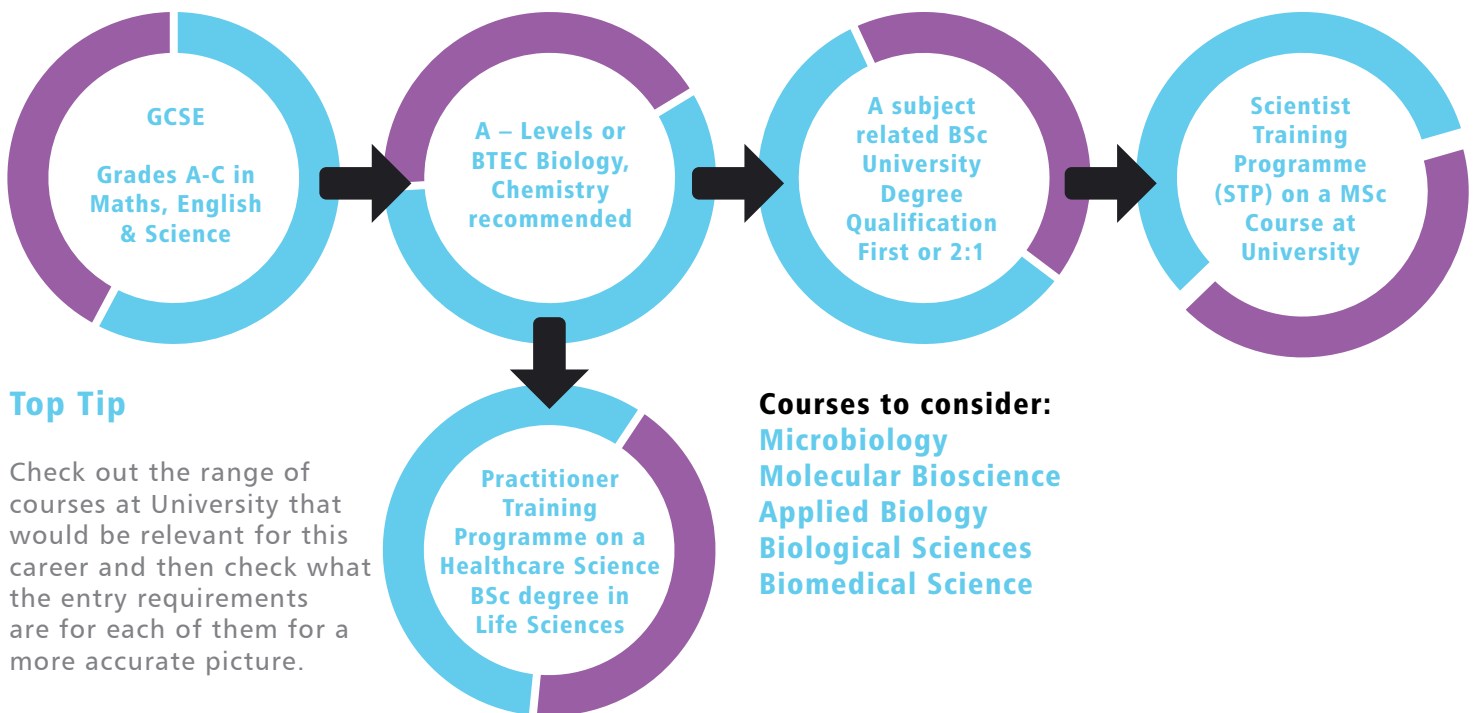 GCSE
Grades A-C in
Maths, English
& Science
A – Levels or
BTEC Biology,
Chemistry
recommended
A subject
related BSc
University
Degree
Qualification
First or 2:1
Scientist
Training
Programme
(STP) on a MSc
Course at
University
Top Tip
Check out the range of
courses at University that
would be relevant for this
career and then check what
the entry requirements
are for each of them for a
more accurate picture.
Practitioner
Training
Programme on a
Healthcare Science
BSc degree in
Life Sciences
Courses to consider:
Microbiology
Molecular Bioscience
Applied Biology
Biological Sciences
Biomedical Science